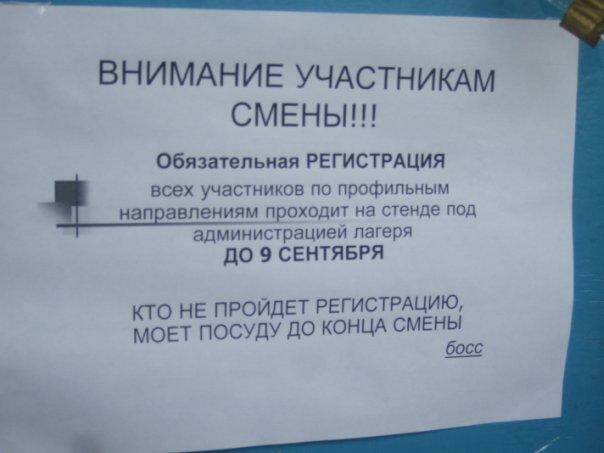 ВНИМАНИЕ УЧАСТНИКАМ
СМЕНЫ!!!
Обязательная РЕГИСТРАЦИЯ
всех участников по профильным
направлениям проходит на стенде под
администрацией лагеря
ДО 9 СЕНТЯБРЯ
КТО НЕ ПРОЙДЕТ РЕГИСТРАЦИЮ,
МОЕТ ПОСУДУ ДО КОНЦА СМЕНЫ
босс